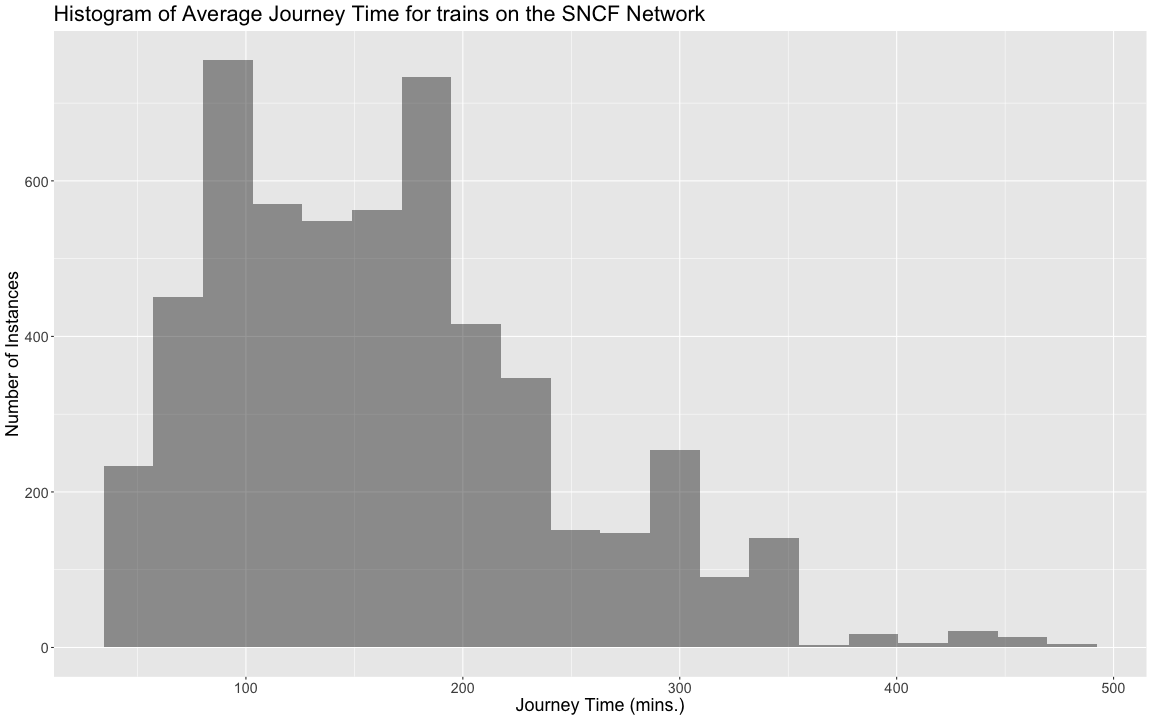 Histogram of Average Journey Time for trains on the SNCF Network
Number of Instances
600
400
200
0
100 200 300 400 500
Journey Time (mins.)